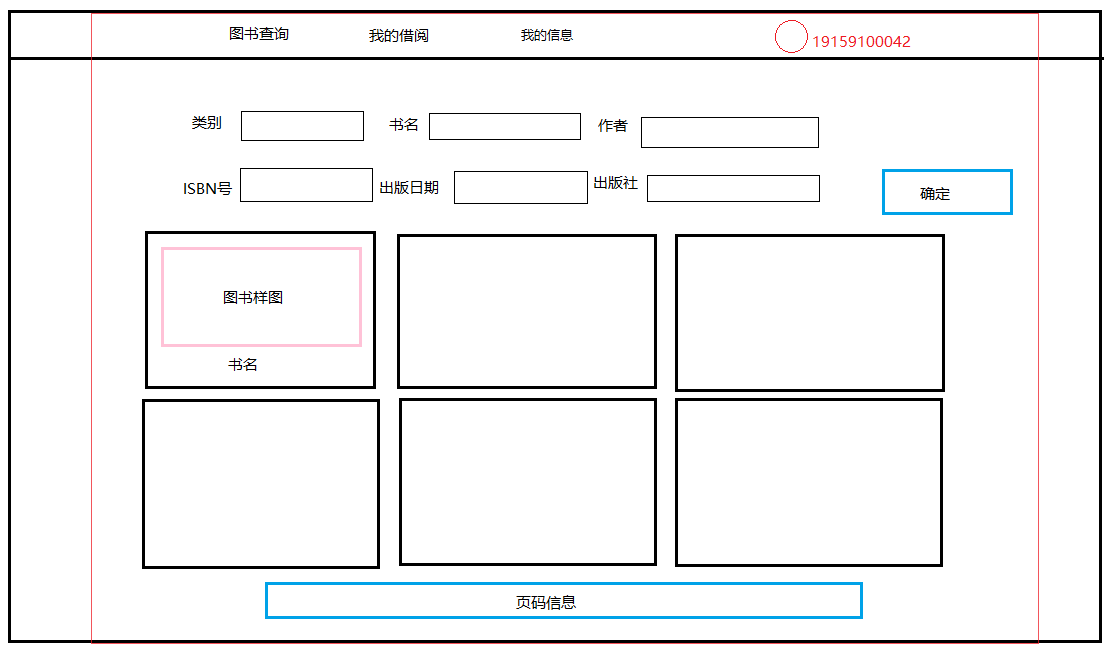 图书查询 我的借阅 我的信息 19159100042
类别 书名 作者
ISBN号 出版日期 出版社 确定
图书样图
书名
页码信息